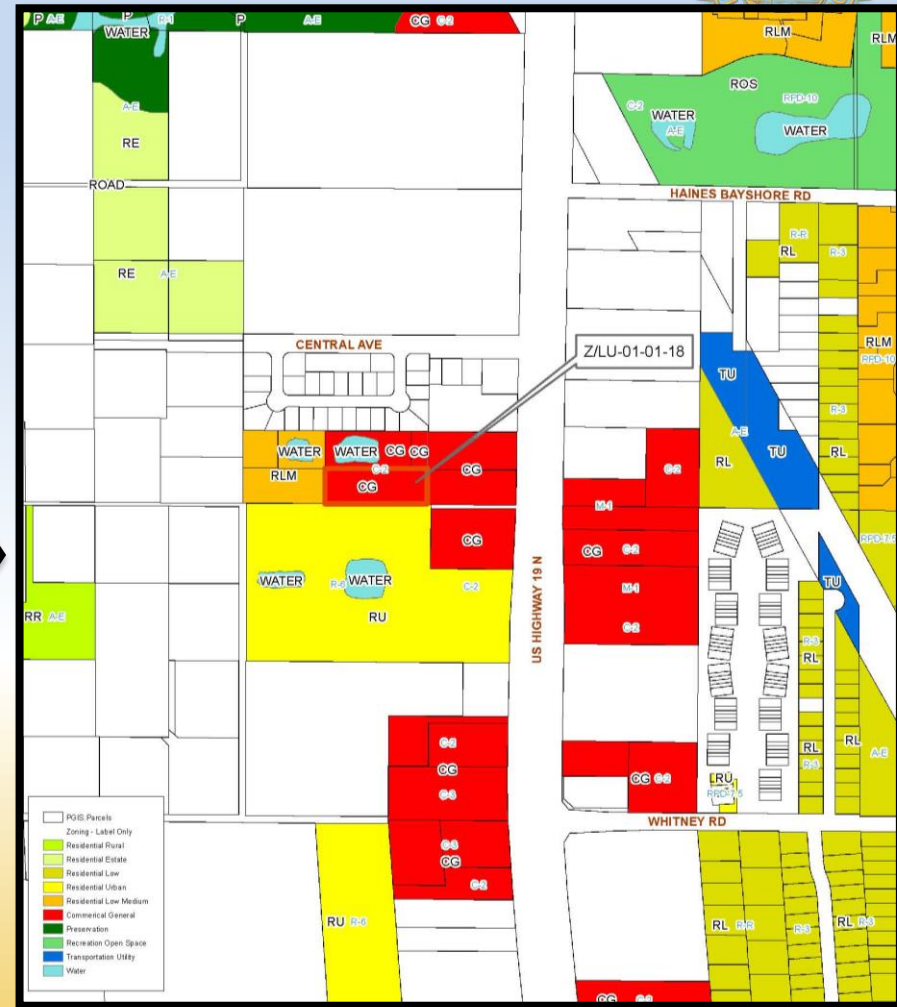 P A-E
P
R-1
WATER
P
A-E
CG C-2
RLM
RLM
A-E
RE
ROS
RPD-10
C-2
WATER
A-E
WATER
ROAD
HAINES BAYSHORE RD
R-R
RL
R-3
RE A-E
CENTRAL AVE
Z/LU-01-01-18
RLM
RPD-10
TU
R-3
A-E
WATER
WATER
CG
CG
C-2
RLM
CG
CG
C-2
RL
TU
RL
M-1
CG
CG C-2
RPD-7.5
WATER
R-6
WATER
C-2
M-1
TU
RR A-E
RU
US HIGHWAY 19 N
C-2
R-3
RL
C-2
CG
C-3
RL
R-3
RL
A-E
CG C-2
RU
RPD-7.5
WHITNEY RD
C-3
CG
C-2
RU R-6
RL R-R
R-3
RL R-3
CG C-2
PGIS.Parcels
Zoning - Label Only
Residential Rural
Residential Estate
Residential Low
Residential Urban
Residential Low Medium
Commerical General
Preservation
Recreation Open Space
Transportation Utility
Water